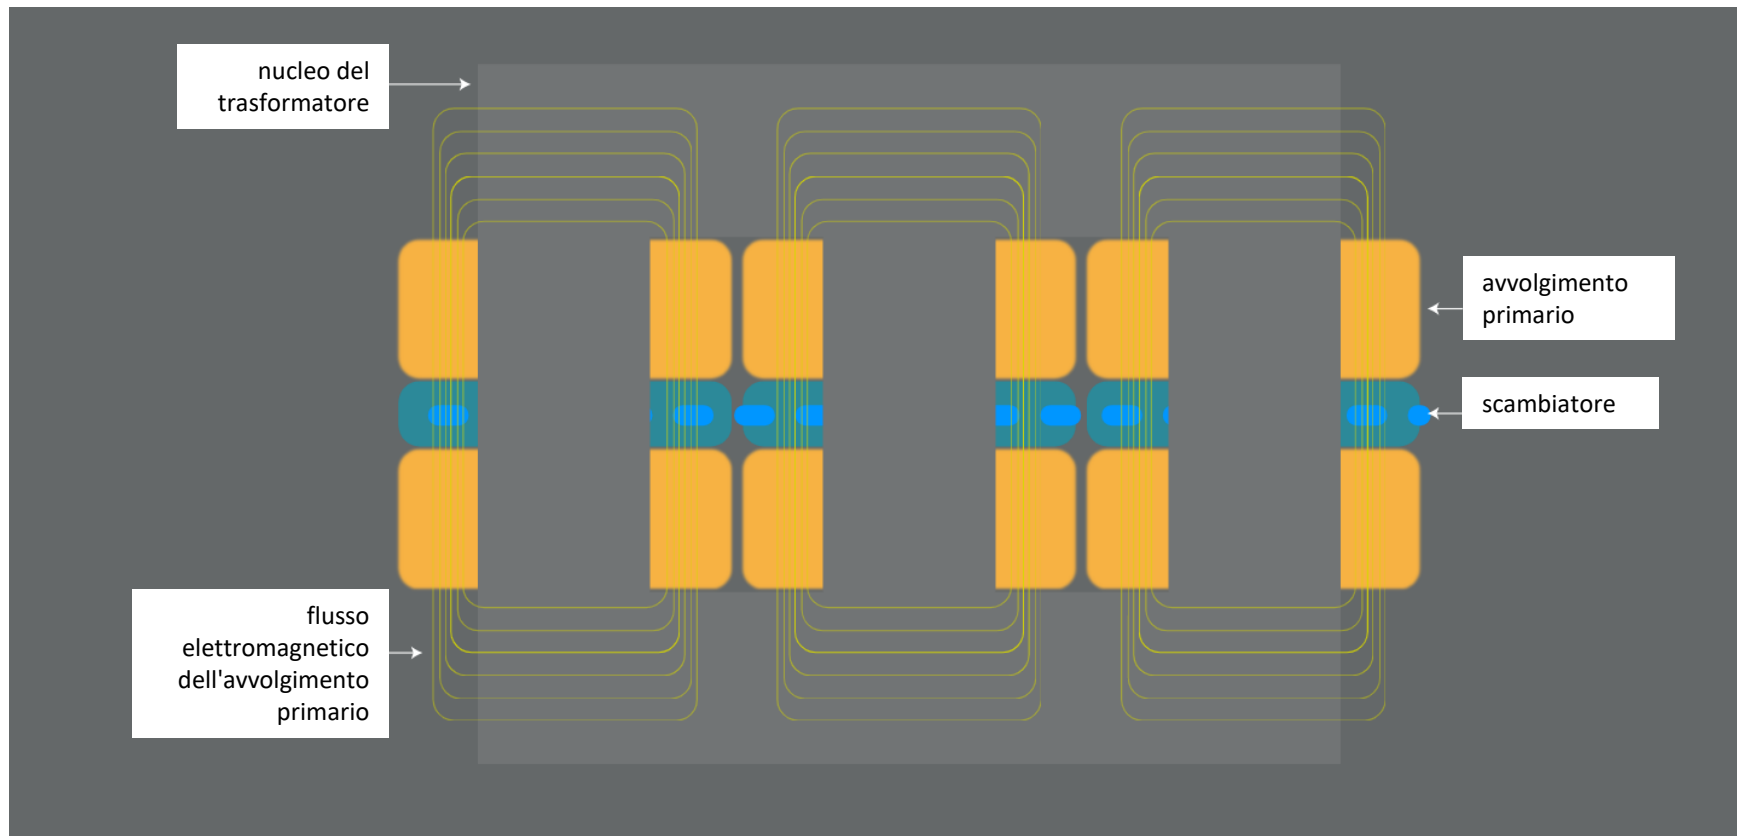 nucleo del
trasformatore
avvolgimento
primario
scambiatore
flusso
elettromagnetico
dell'avvolgimento
primario